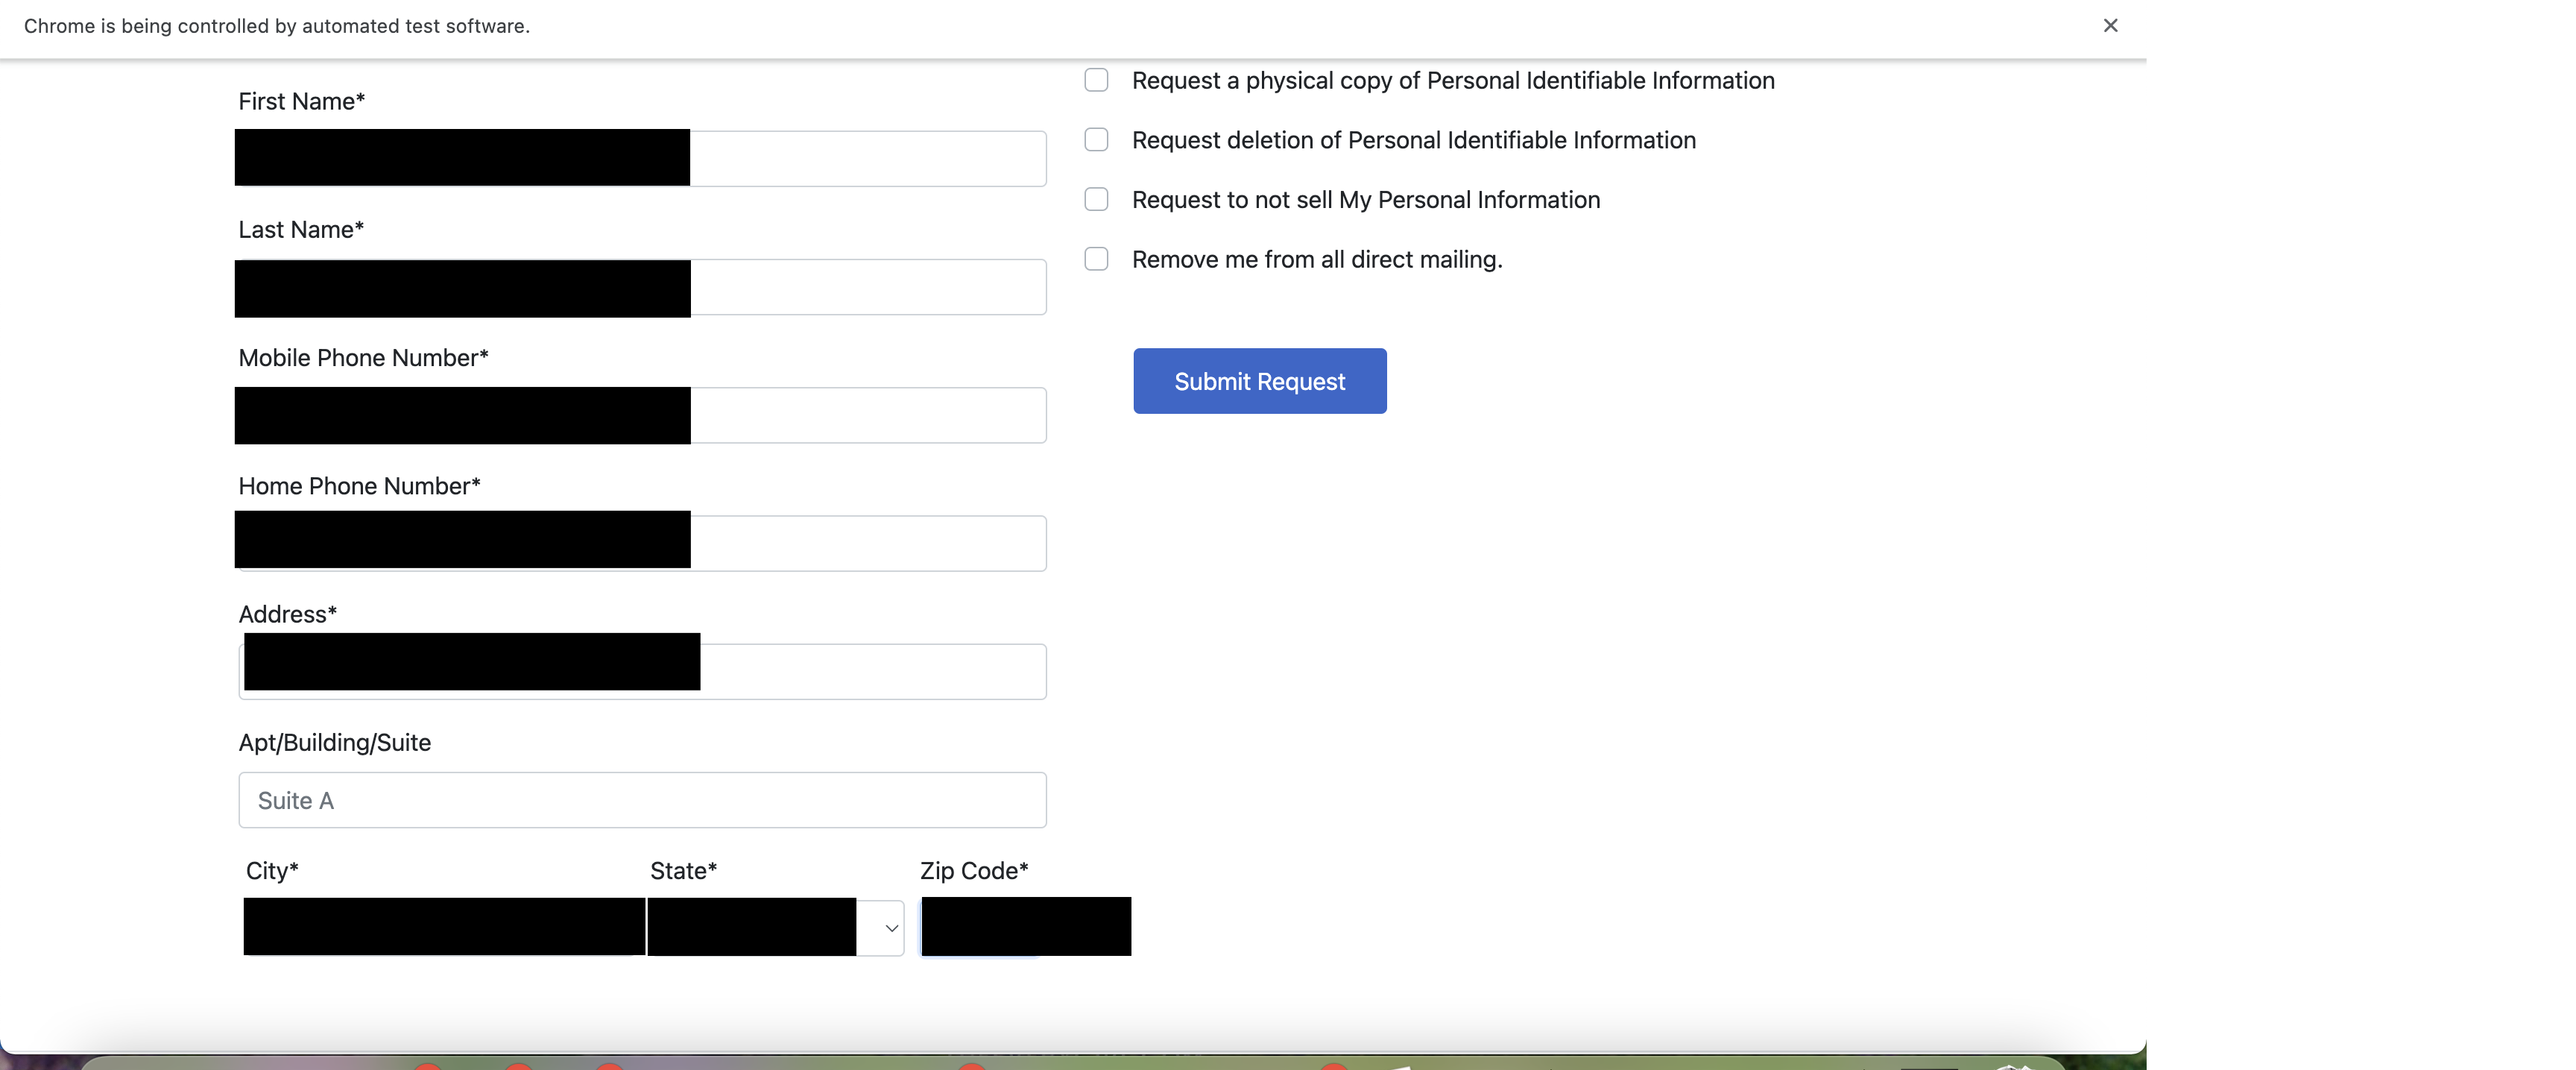 Chrome is being controlled by automated test software.
First Name*
Last Name*
Mobile Phone Number*
Home Phone Number*
Address*
Apt/Building/Suite
Suite A
City*
State*
Zip Code*
Request a physical copy of Personal Identifiable Information
Request deletion of Personal Identifiable Information
Request to not sell My Personal Information
Remove me from all direct mailing.
Submit Request